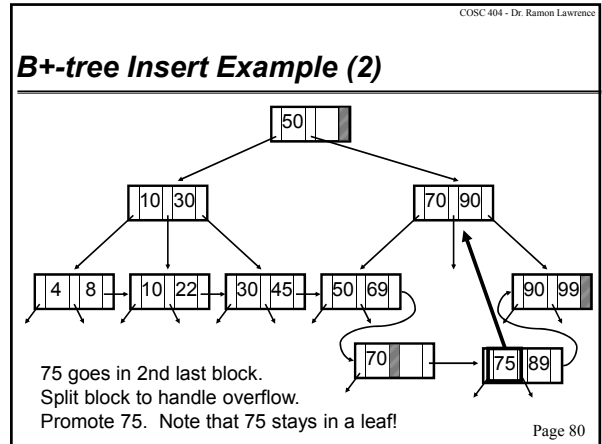 COSC 404 - Dr. Ramon Lawrence
B+-tree Insert Example (2)
50
10 30
70 90
4 8
10 22
30 45
50 69
90 99
70
75 89
75 goes in 2nd last block.
Split block to handle overflow.
Promote 75. Note that 75 stays in a leaf!
Page 80